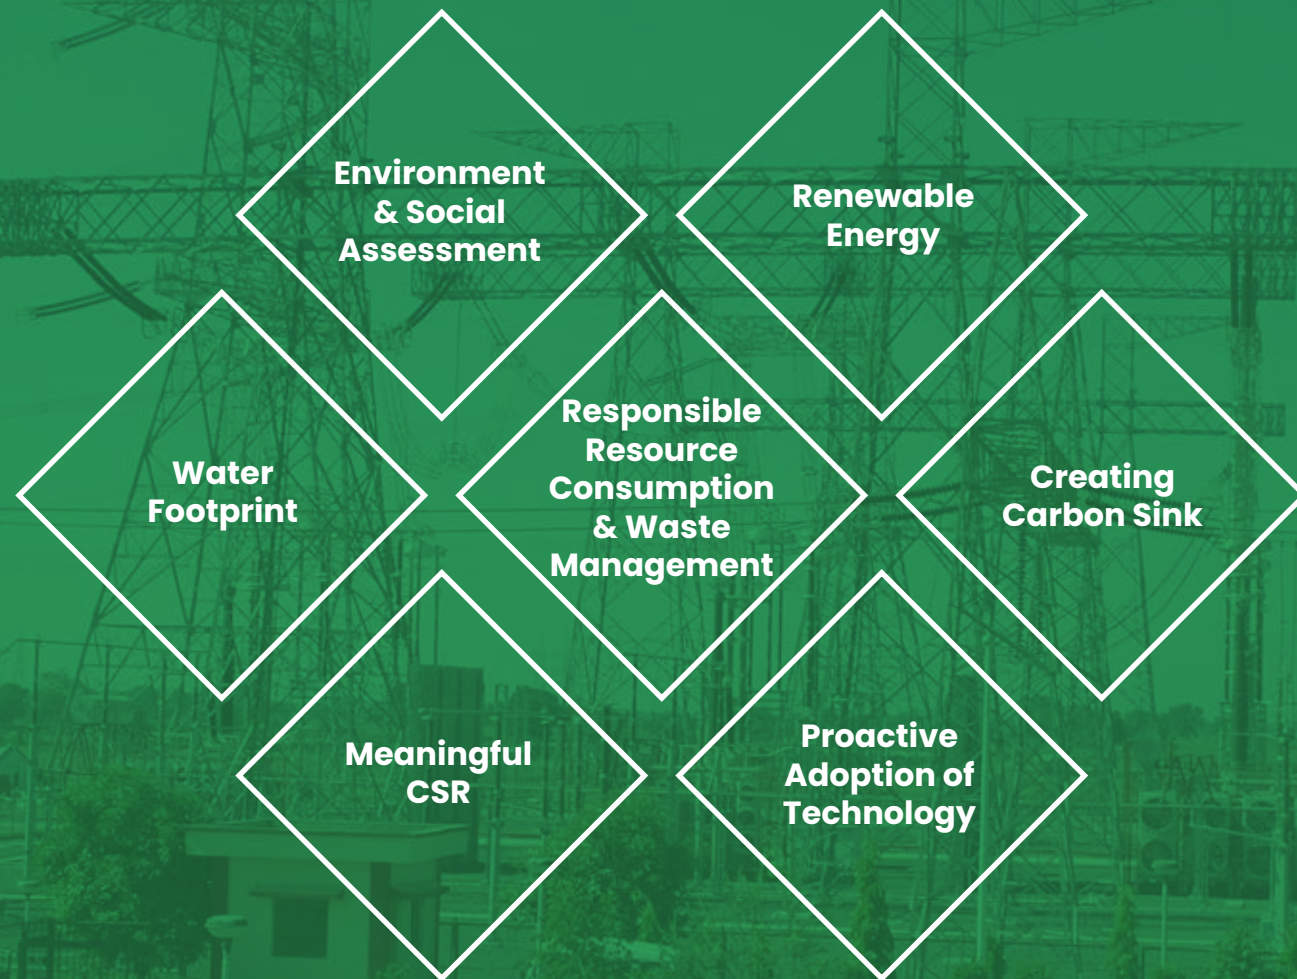 Environment
& Social
Assessment
Renewable
Energy
Water
Footprint
Responsible
Resource
Consumption
& Waste
Management
Creating
Carbon Sink
Meaningful
CSR
Proactive
Adoption of
Technology